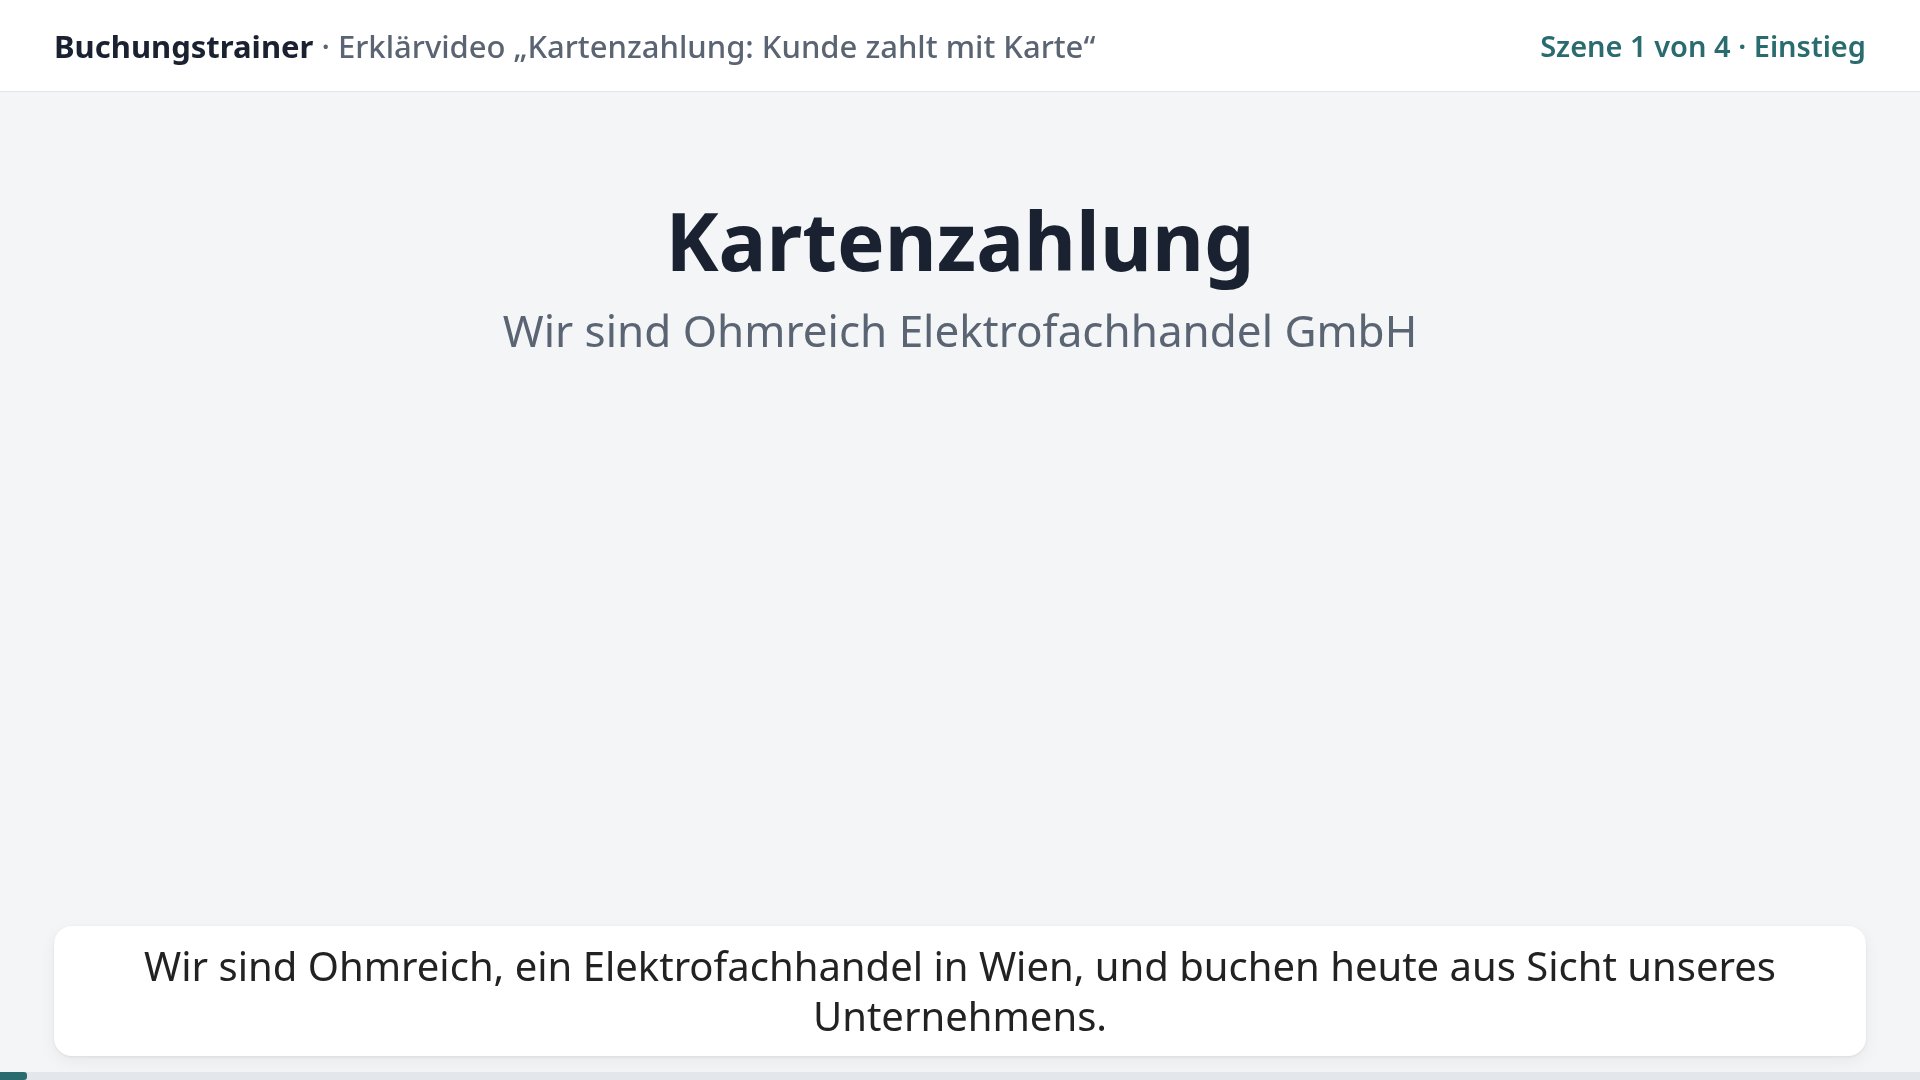 Buchungstrainer · Erklärvideo „Kartenzahlung: Kunde zahlt mit Karte“
Szene 1 von 4 · Einstieg
Kartenzahlung
Wir sind Ohmreich Elektrofachhandel GmbH
Wir sind Ohmreich, ein Elektrofachhandel in Wien, und buchen heute aus Sicht unseres
Unternehmens.